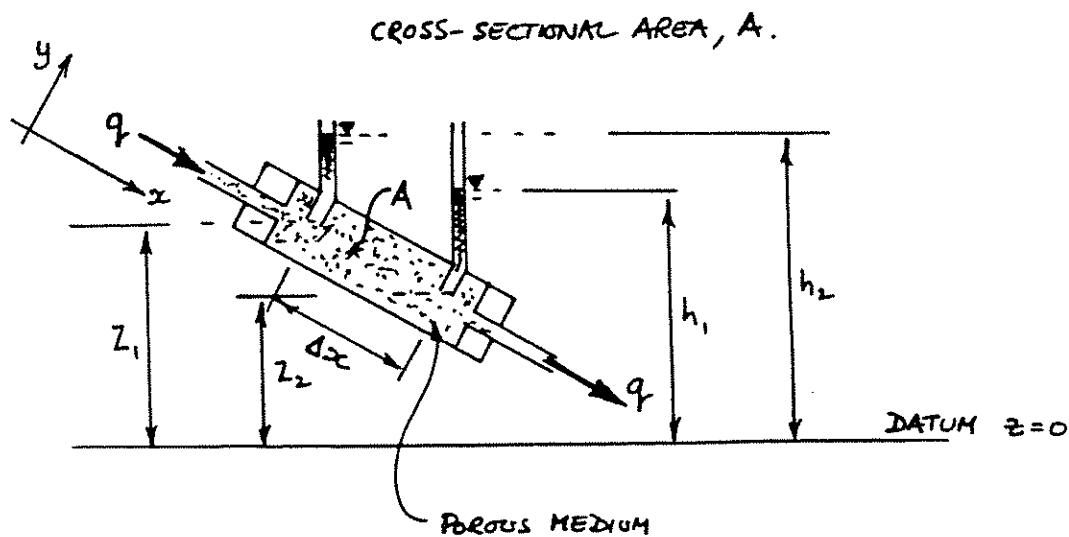 CROSS-SECTIONAL AREA, A.
y
q
x
A
Z₁
Δx
Z₂
h₁
h₂
q
DATUM Z=0
POROUS MEDIUM